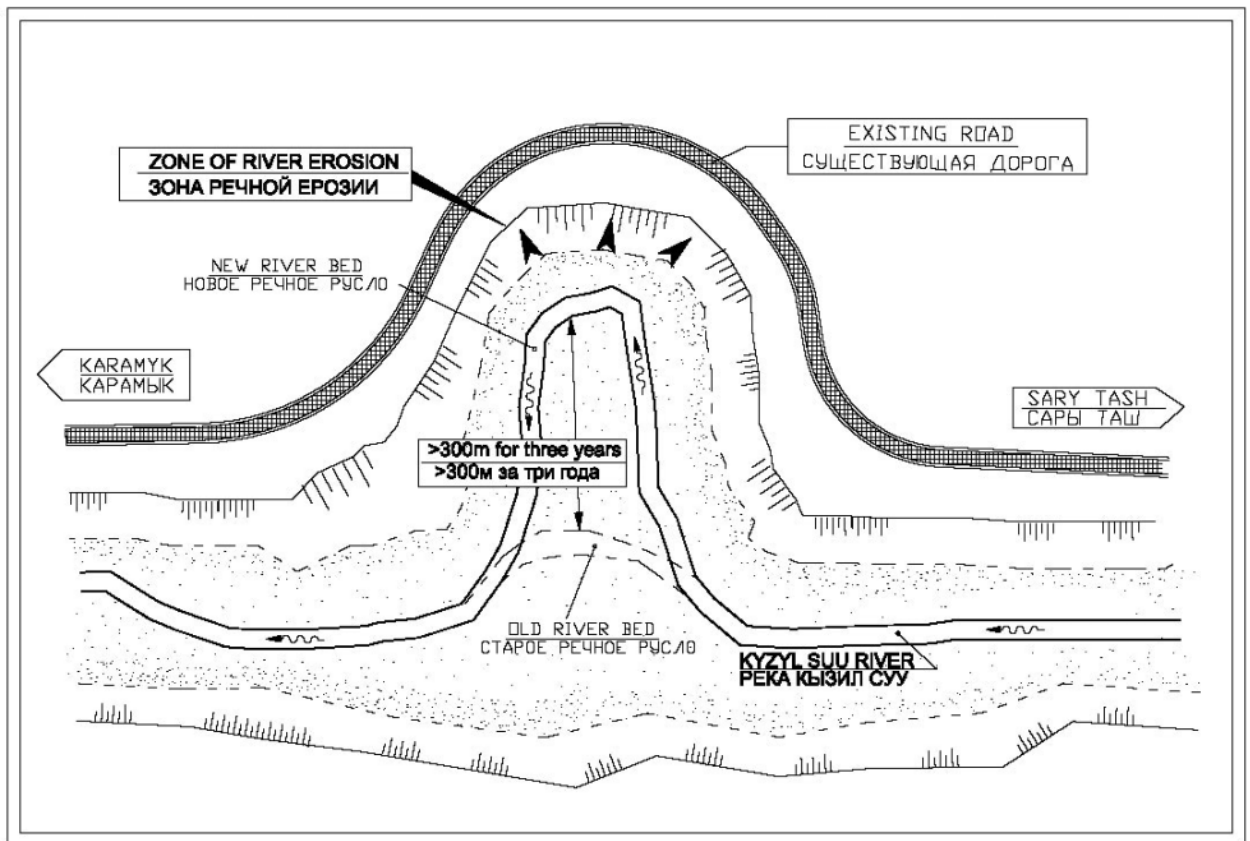 EXISTING ROAD
СУЩЕСТВУЮЩАЯ ДОРОГА
ZONE OF RIVER EROSION
ЗОНА РЕЧНОЙ ЕРОЗИИ
NEW RIVER BED
НОВОЕ РЕЧНОЕ РУСЛО
KARAMYK
КАРАМЫК
SARY TASH
САРЫ ТАШ
>300m for three years
>300м за три года
OLD RIVER BED
СТАРОЕ РЕЧНОЕ РУСЛО
KYZYL SUU RIVER
РЕКА КЫЗИЛ СУУ